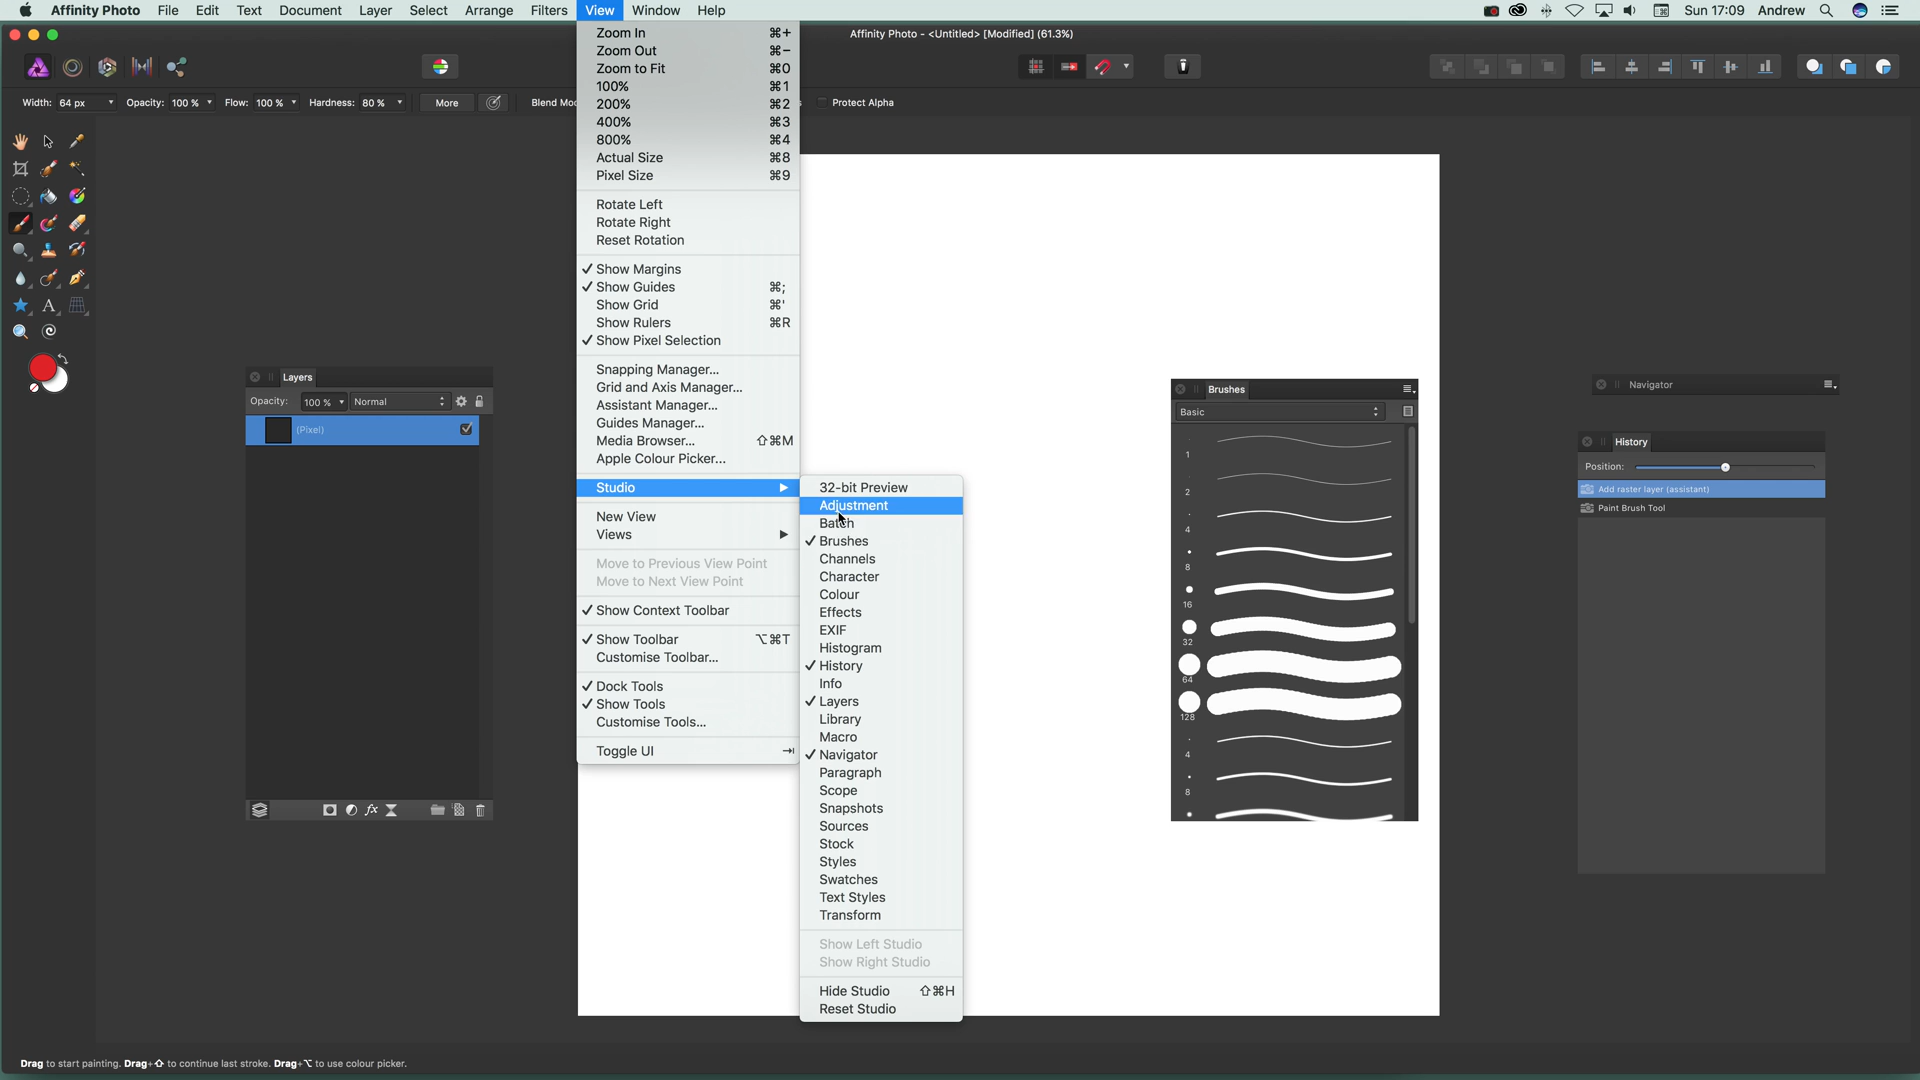 Affinity Photo File Edit Text Document Layer Select Arrange Filters View Window Help Sun 17:09 Andrew
Affinity Photo - <Untitled> [Modified] (61.3%)
Width: 64 px Opacity: 100 % Flow: 100 % Hardness: 80 % More Blend Mo s Protect Alpha
Zoom In ⌘+
Zoom Out ⌘−
Zoom to Fit ⌘0
100% ⌘1
200% ⌘2
400% ⌘3
800% ⌘4
Actual Size ⌘8
Pixel Size ⌘9
Rotate Left
Rotate Right
Reset Rotation
✓ Show Margins
✓ Show Guides ⌘;
Show Grid ⌘'
Show Rulers ⌘R
✓ Show Pixel Selection
Snapping Manager...
Grid and Axis Manager...
Assistant Manager...
Guides Manager...
Media Browser... ⇧⌘M
Apple Colour Picker...
Studio
New View
Views
Move to Previous View Point
Move to Next View Point
✓ Show Context Toolbar
✓ Show Toolbar ⌥⌘T
Customise Toolbar...
✓ Dock Tools
✓ Show Tools
Customise Tools...
Toggle UI ⇥
32-bit Preview
Adjustment
Batch
✓ Brushes
Channels
Character
Colour
Effects
EXIF
Histogram
✓ History
Info
✓ Layers
Library
Macro
✓ Navigator
Paragraph
Scope
Snapshots
Sources
Stock
Styles
Swatches
Text Styles
Transform
Show Left Studio
Show Right Studio
Hide Studio ⇧⌘H
Reset Studio
Layers
Opacity: 100 % Normal
(Pixel)
fx
Brushes
Basic
1
2
4
8
16
32
64
128
4
8
Navigator
History
Position:
Add raster layer (assistant)
Paint Brush Tool
Drag to start painting. Drag+⇧ to continue last stroke. Drag+⌥ to use colour picker.